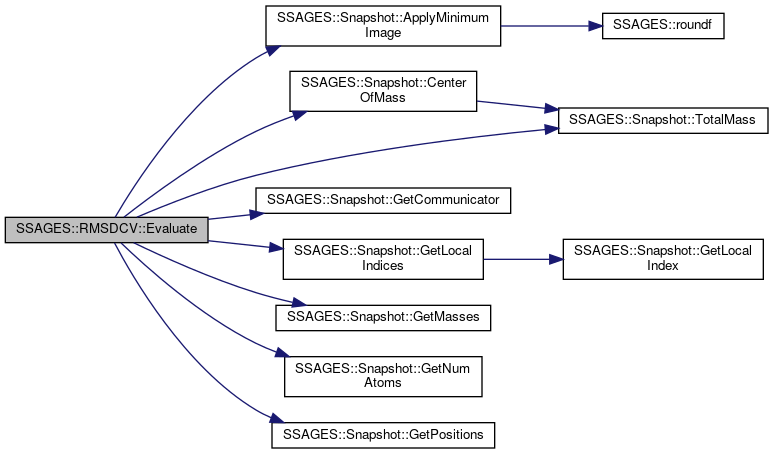 SSAGES::RMSDCV::Evaluate
SSAGES::Snapshot::ApplyMinimum
Image
SSAGES::roundf
SSAGES::Snapshot::Center
OfMass
SSAGES::Snapshot::TotalMass
SSAGES::Snapshot::GetCommunicator
SSAGES::Snapshot::GetLocal
Indices
SSAGES::Snapshot::GetLocal
Index
SSAGES::Snapshot::GetMasses
SSAGES::Snapshot::GetNum
Atoms
SSAGES::Snapshot::GetPositions